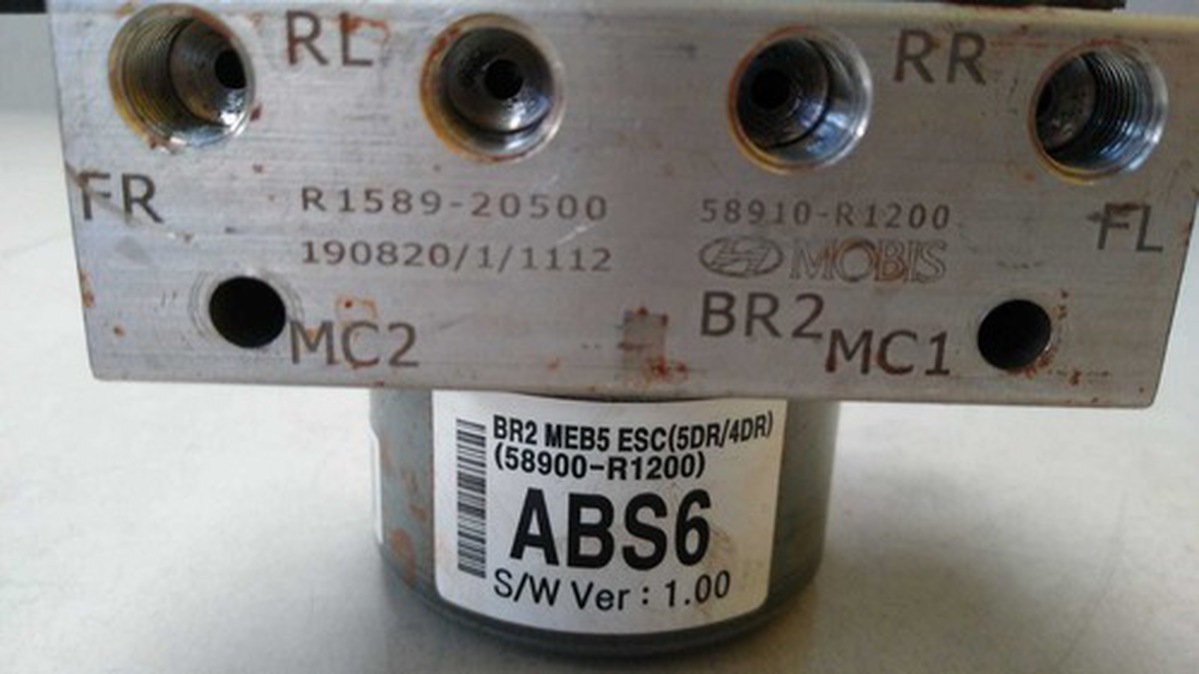 RL
RR
FR
R1589-20500
58910-R1200
FL
190820/1/1112
MOBIS
BR2
MC2
MC1
BR2 MEB5 ESC(5DR/4DR)
(58900-R1200)
ABS6
S/W Ver : 1.00